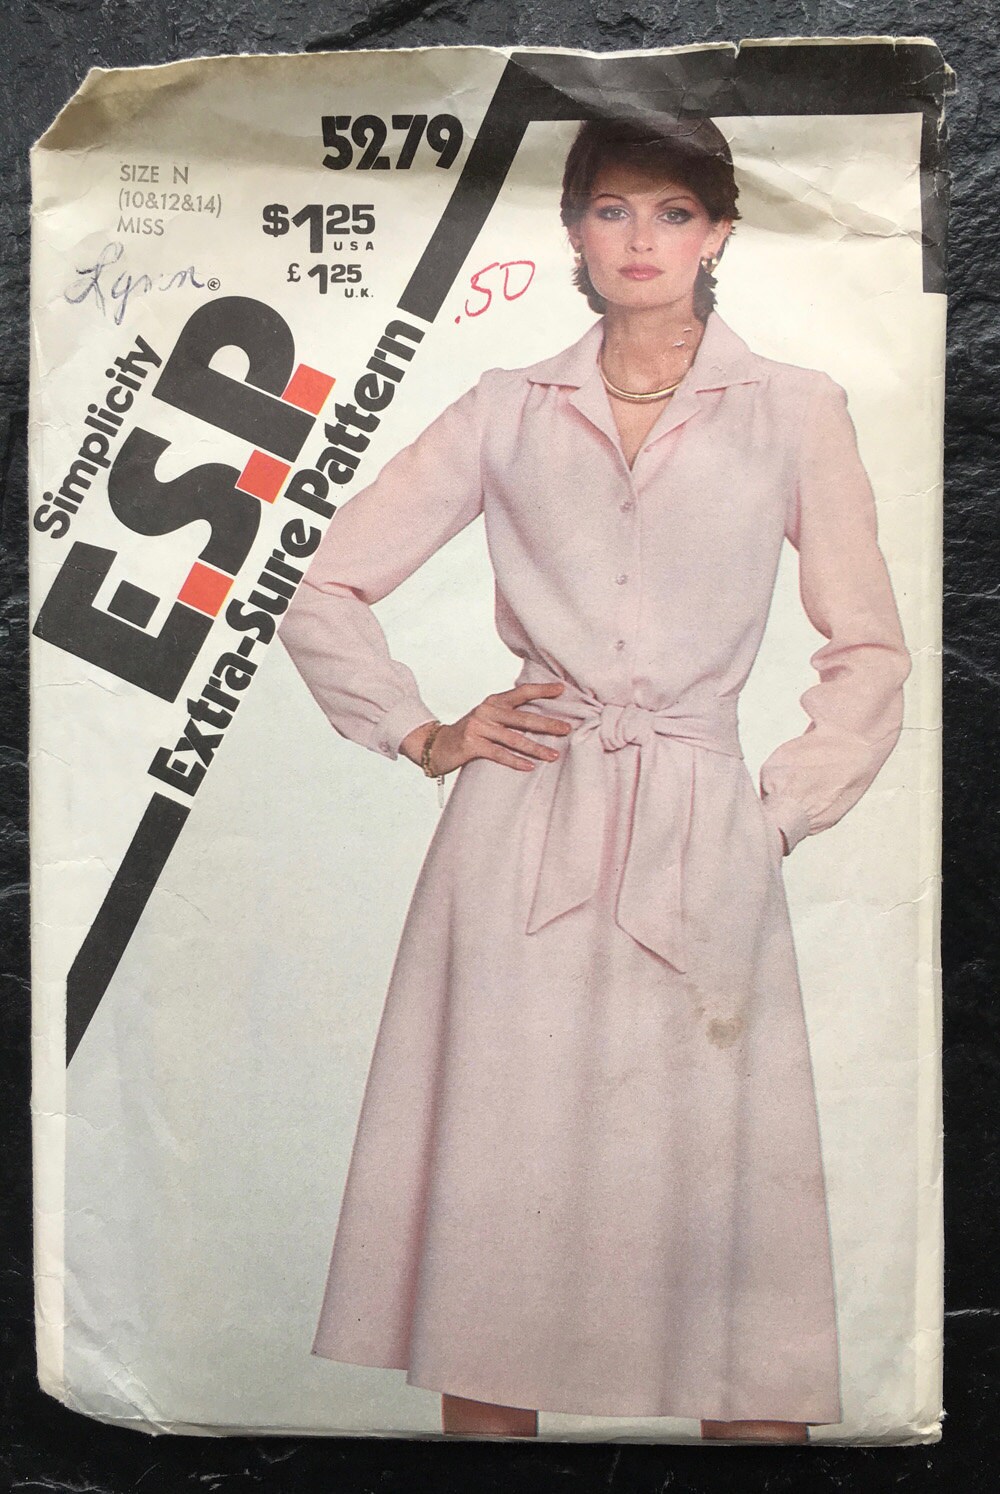 5279
SIZE N
(10&12&14)
MISS
$1.25
USA
£1.25
U.K.
Lynn
.50
Simplicity
E.S.P.®
Extra-Sure Pattern